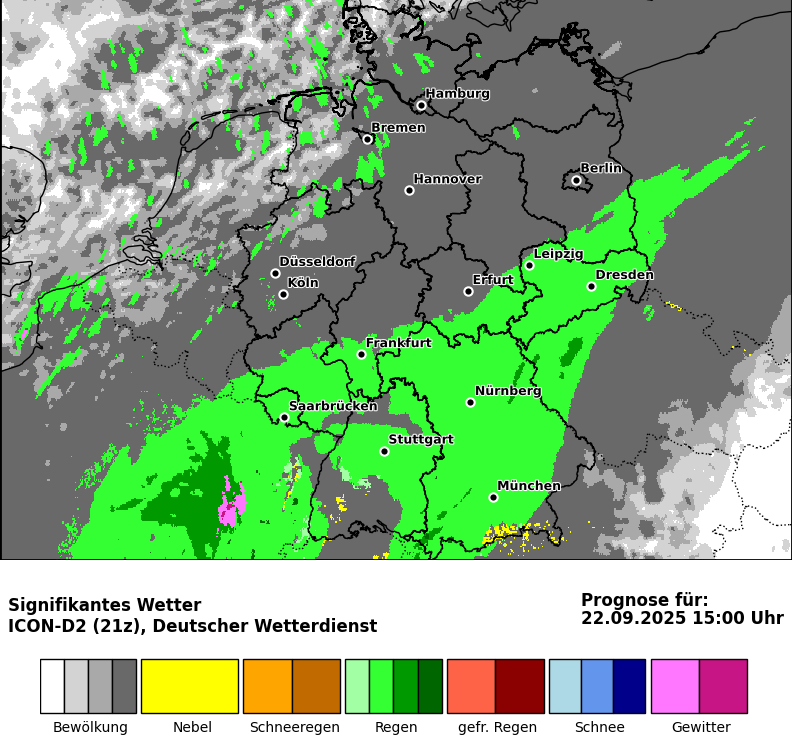 Hamburg
Bremen
Berlin
Hannover
Leipzig
Düsseldorf
Dresden
Erfurt
Köln
Frankfurt
Nürnberg
Saarbrücken
Stuttgart
München
Signifikantes Wetter
ICON-D2 (21z), Deutscher Wetterdienst
Prognose für:
22.09.2025 15:00 Uhr
Bewölkung
Nebel
Schneeregen
Regen
gefr. Regen
Schnee
Gewitter